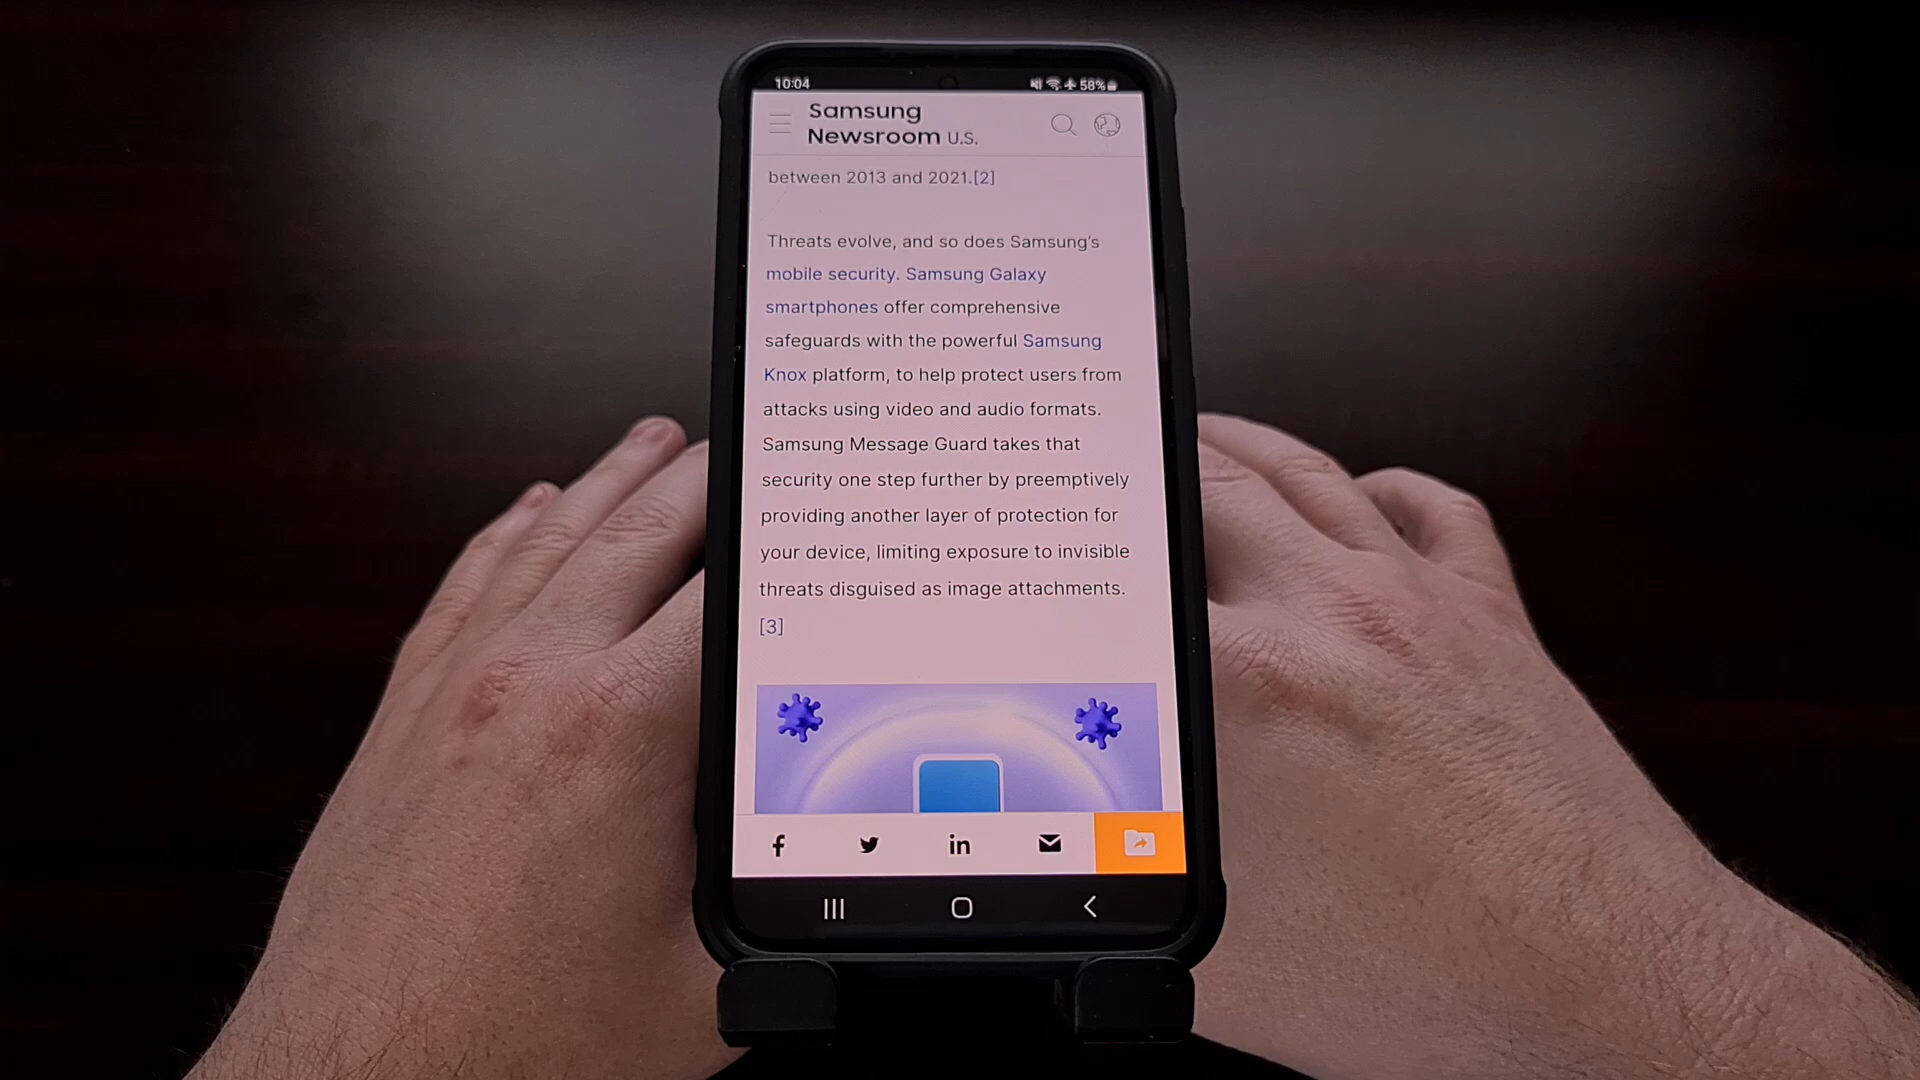 10:04
58%
Samsung
Newsroom U.S.
between 2013 and 2021.[2]
Threats evolve, and so does Samsung’s
mobile security. Samsung Galaxy
smartphones offer comprehensive
safeguards with the powerful Samsung
Knox platform, to help protect users from
attacks using video and audio formats.
Samsung Message Guard takes that
security one step further by preemptively
providing another layer of protection for
your device, limiting exposure to invisible
threats disguised as image attachments.
[3]